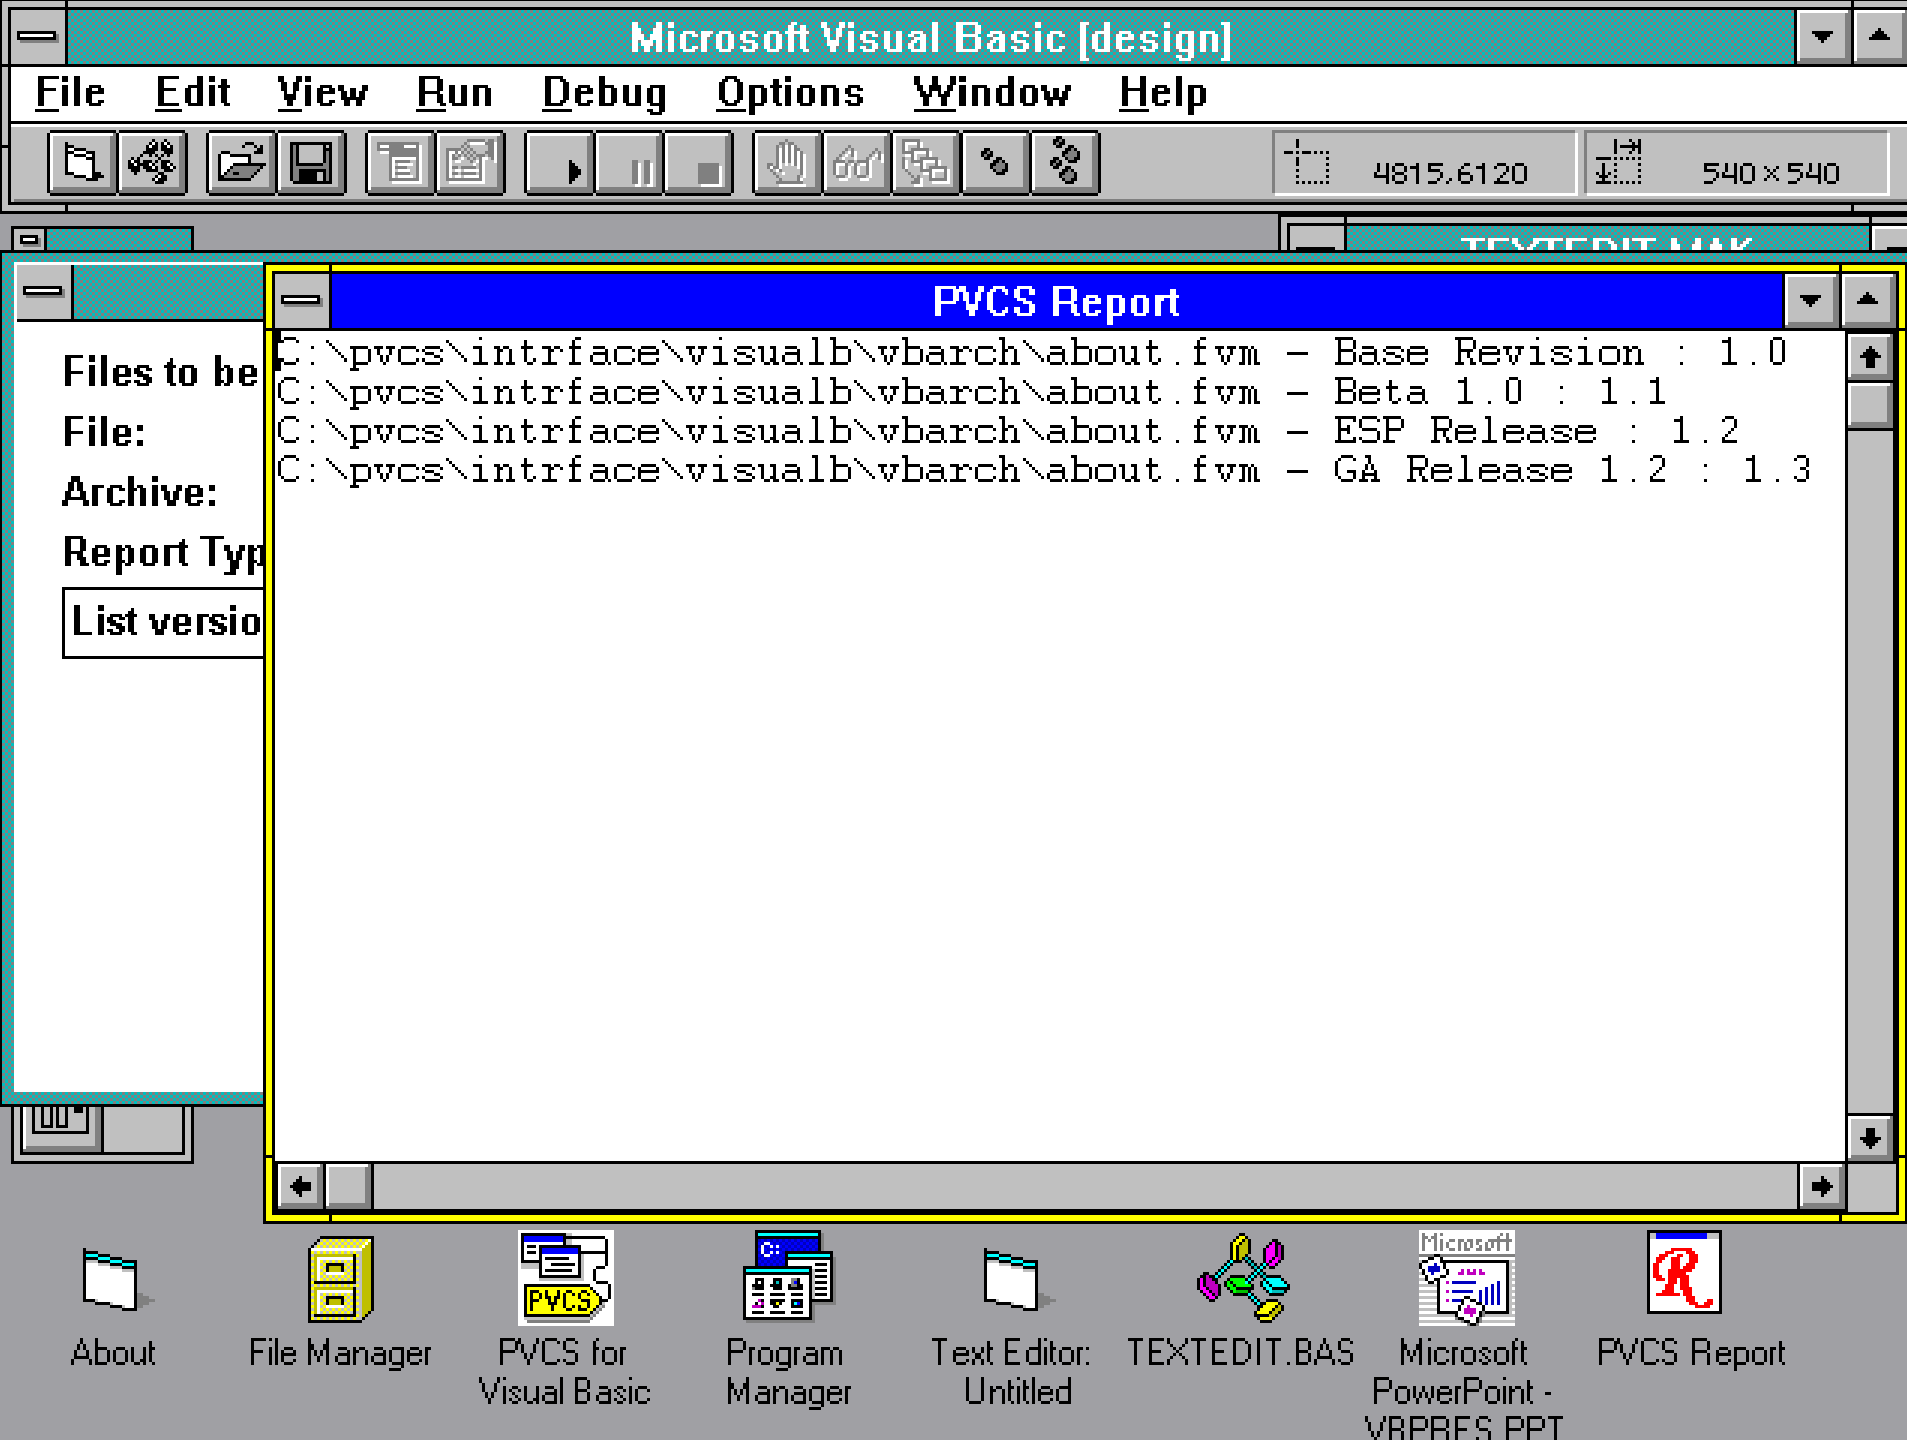 Microsoft Visual Basic [design]
File Edit View Run Debug Options Window Help
4815,6120 540×540
TEXTEDIT.MAK
PVCS Report
Files to be
File:
Archive:
Report Typ
List versio
C:\pvcs\intrface\visualb\vbarch\about.fvm - Base Revision : 1.0
C:\pvcs\intrface\visualb\vbarch\about.fvm - Beta 1.0 : 1.1
C:\pvcs\intrface\visualb\vbarch\about.fvm - ESP Release : 1.2
C:\pvcs\intrface\visualb\vbarch\about.fvm - GA Release 1.2 : 1.3
C:
PVCS
Microsoft
R
About
File Manager
PVCS for
Visual Basic
Program
Manager
Text Editor:
Untitled
TEXTEDIT.BAS
Microsoft
PowerPoint -
VBPRES.PPT
PVCS Report